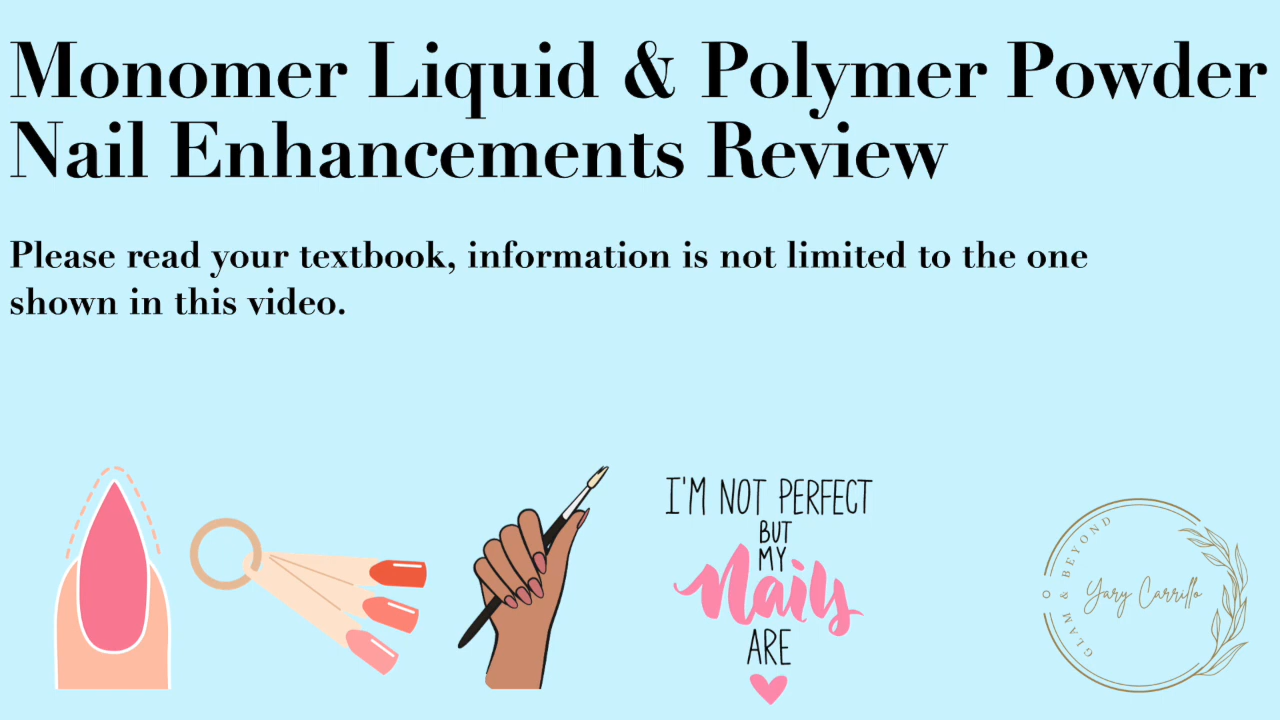 Monomer Liquid & Polymer Powder
Nail Enhancements Review
Please read your textbook, information is not limited to the one
shown in this video.
I'M NOT PERFECT
BUT
MY
Nails
ARE
GLAM & BEYOND
Yary Carrillo